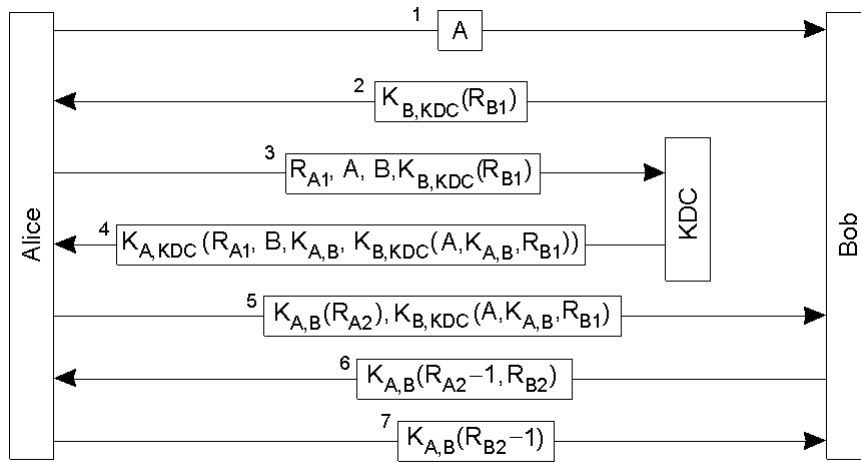 1
A
2
K_B,KDC(R_B1)
3
R_A1, A, B,K_B,KDC(R_B1)
4
K_A,KDC(R_A1, B,K_A,B, K_B,KDC(A,K_A,B,R_B1))
5
K_A,B(R_A2),K_B,KDC(A,K_A,B,R_B1)
6
K_A,B(R_A2−1,R_B2)
7
K_A,B(R_B2−1)
Alice
KDC
Bob